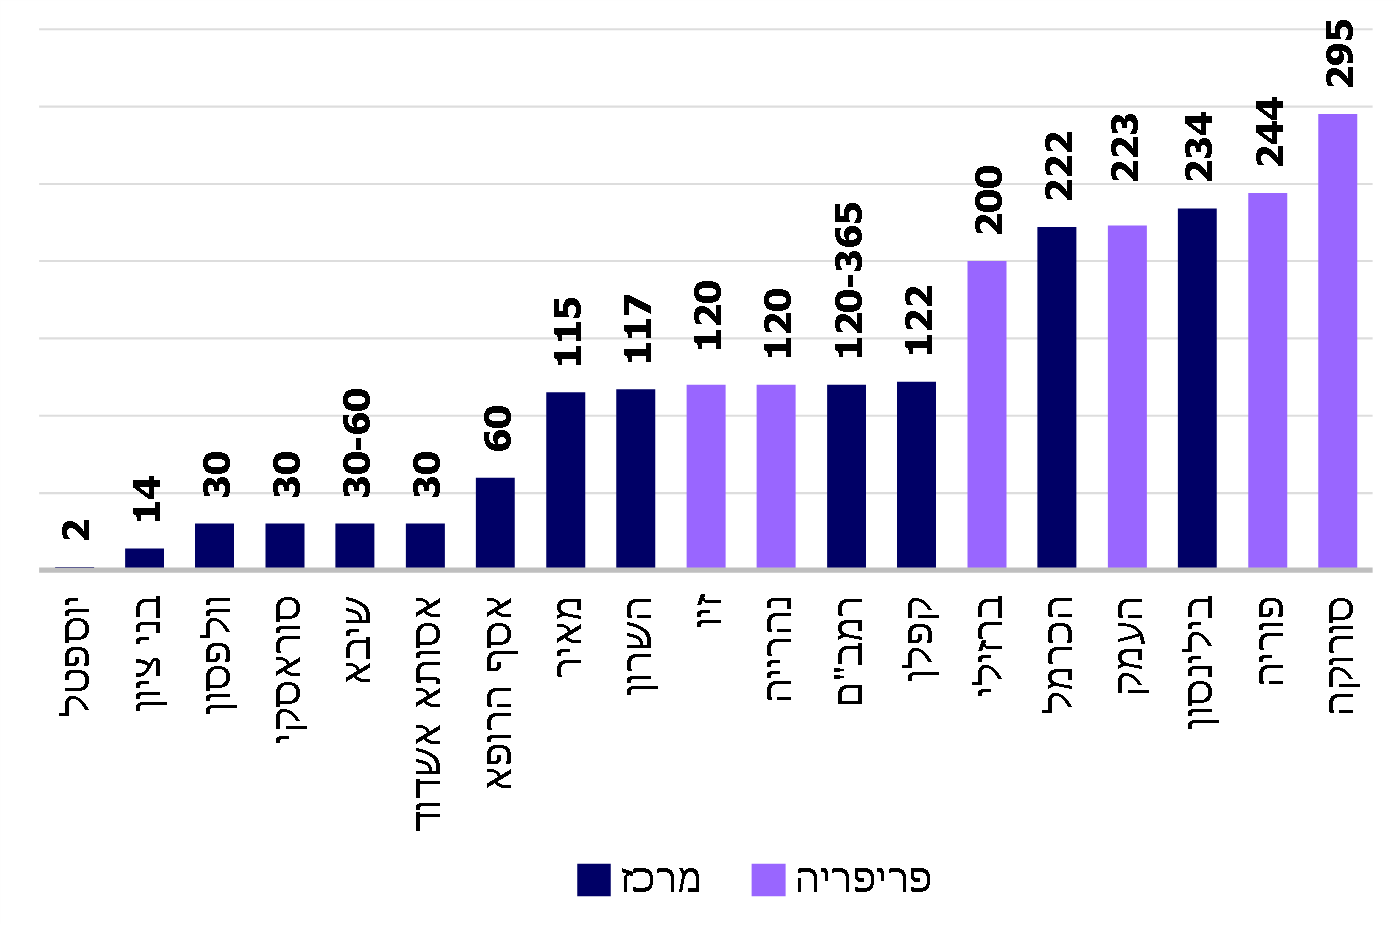 2
14
30
30
30-60
30
60
115
117
120
120
120-365
122
200
222
223
234
244
295
יוספטל
בני ציון
וולפסון
סוראסקי
שיבא
אסותא אשדוד
אסף הרופא
מאיר
השרון
זיו
נהרייה
רמב"ם
קפלן
ברזילי
הכרמל
העמק
בילינסון
פוריה
סורוקה
מרכז
פריפריה